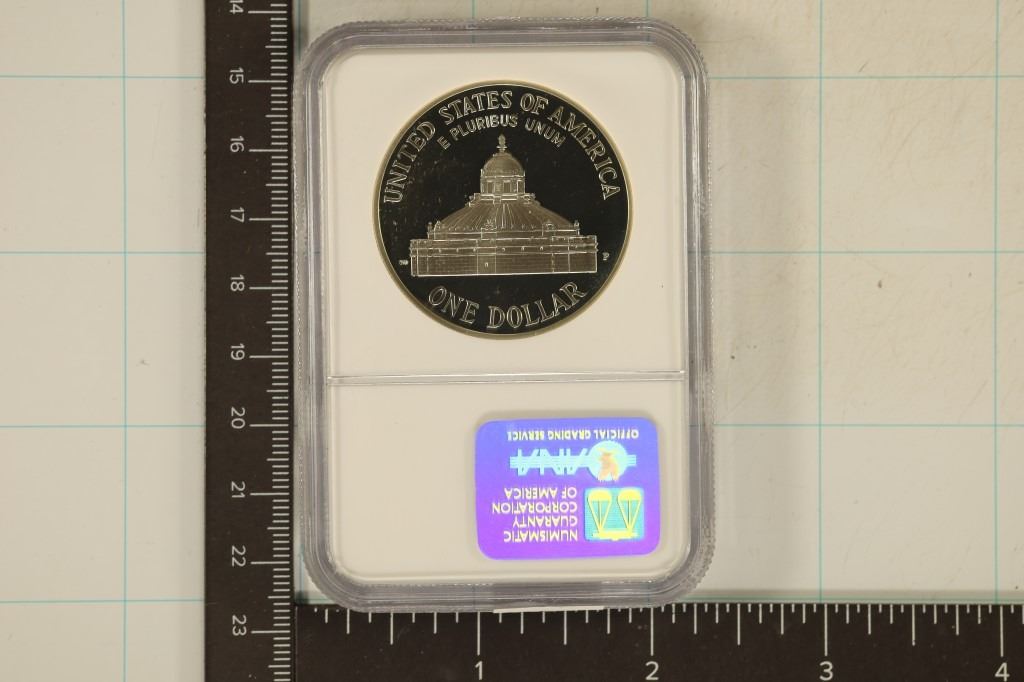 UNITED STATES OF AMERICA
E PLURIBUS UNUM
P
ONE DOLLAR
OFFICIAL GRADING SERVICE
ANA
NUMISMATIC
GUARANTY
CORPORATION
OF AMERICA
14
15
16
17
18
19
20
21
22
23
1 2 3 4